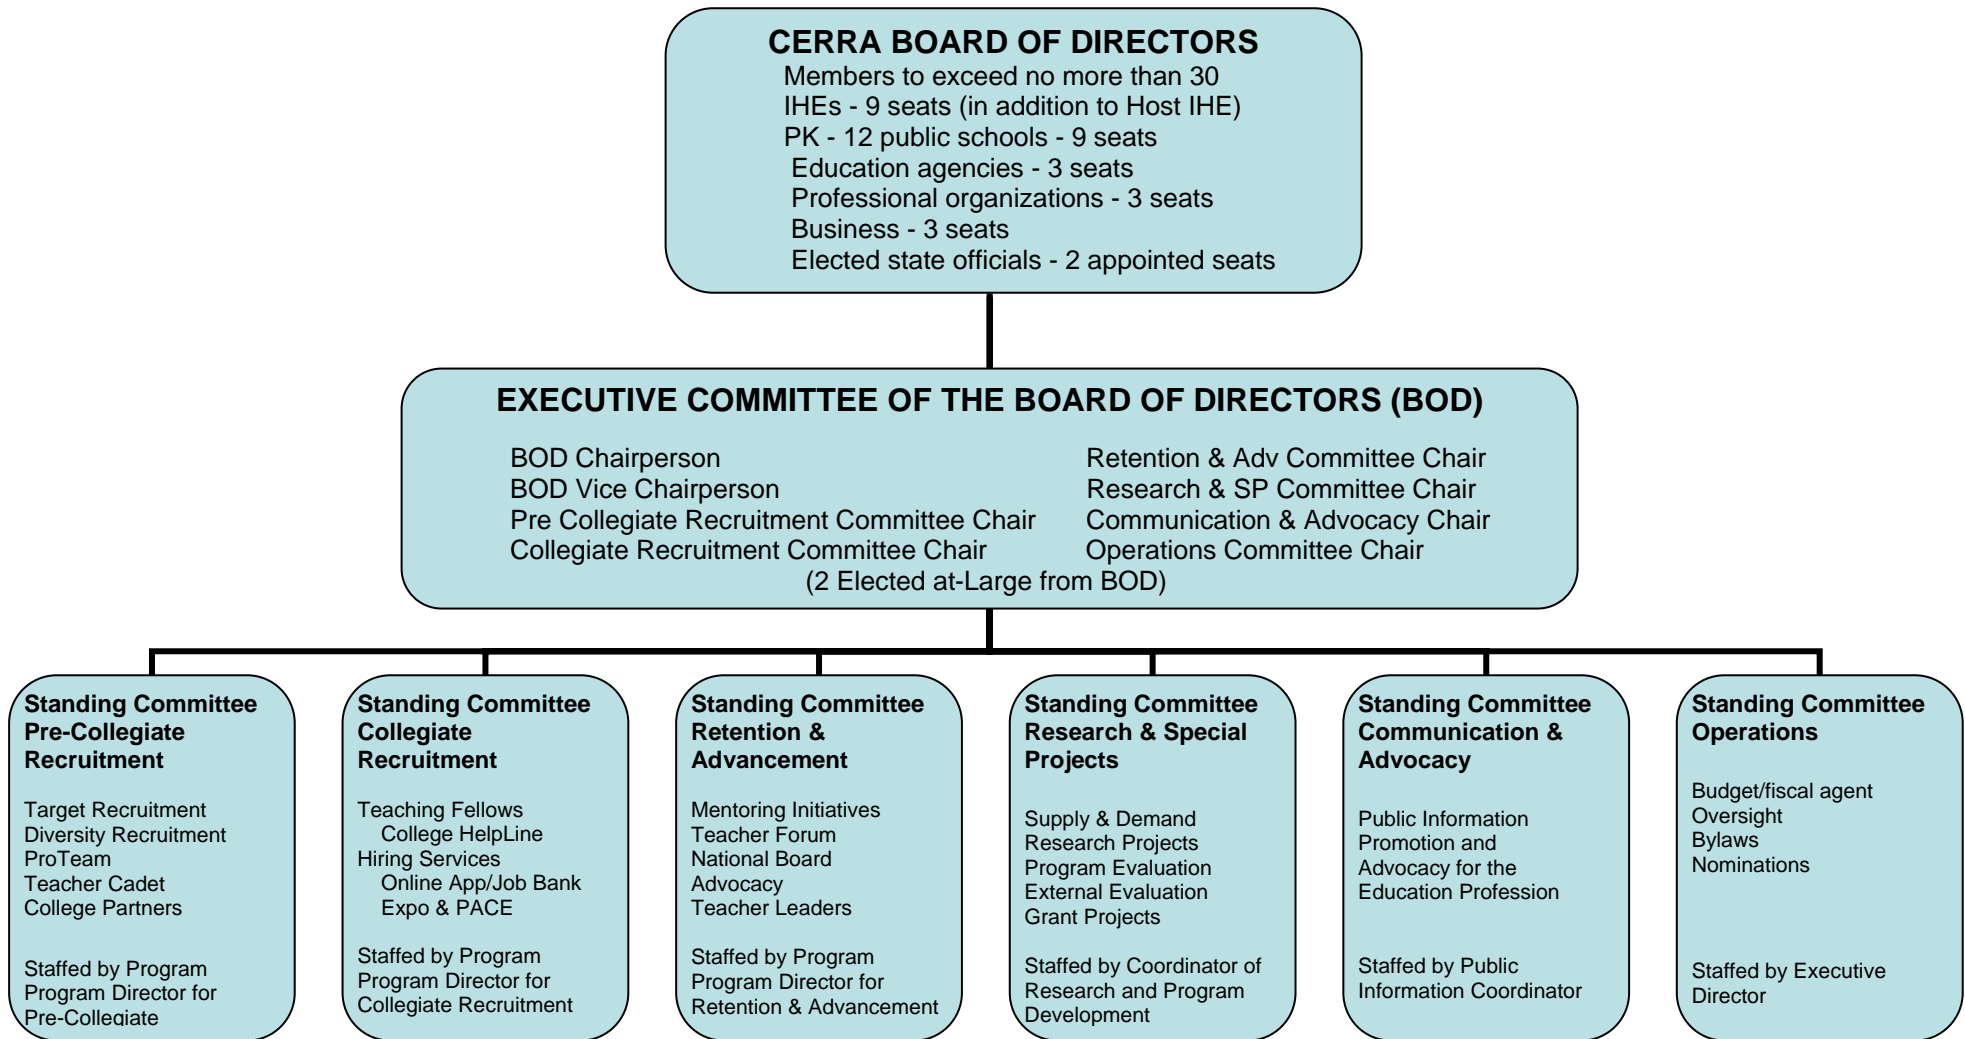 CERRA BOARD OF DIRECTORS
Members to exceed no more than 30
IHEs - 9 seats (in addition to Host IHE)
PK - 12 public schools - 9 seats
Education agencies - 3 seats
Professional organizations - 3 seats
Business - 3 seats
Elected state officials - 2 appointed seats
EXECUTIVE COMMITTEE OF THE BOARD OF DIRECTORS (BOD)
BOD Chairperson
BOD Vice Chairperson
Pre Collegiate Recruitment Committee Chair
Collegiate Recruitment Committee Chair
Retention & Adv Committee Chair
Research & SP Committee Chair
Communication & Advocacy Chair
Operations Committee Chair
(2 Elected at-Large from BOD)
Standing Committee
Pre-Collegiate
Recruitment
Target Recruitment
Diversity Recruitment
ProTeam
Teacher Cadet
College Partners
Staffed by Program
Program Director for
Pre-Collegiate
Standing Committee
Collegiate
Recruitment
Teaching Fellows
College HelpLine
Hiring Services
Online App/Job Bank
Expo & PACE
Staffed by Program
Program Director for
Collegiate Recruitment
Standing Committee
Retention &
Advancement
Mentoring Initiatives
Teacher Forum
National Board
Advocacy
Teacher Leaders
Staffed by Program
Program Director for
Retention & Advancement
Standing Committee
Research & Special
Projects
Supply & Demand
Research Projects
Program Evaluation
External Evaluation
Grant Projects
Staffed by Coordinator of
Research and Program
Development
Standing Committee
Communication &
Advocacy
Public Information
Promotion and
Advocacy for the
Education Profession
Staffed by Public
Information Coordinator
Standing Committee
Operations
Budget/fiscal agent
Oversight
Bylaws
Nominations
Staffed by Executive
Director